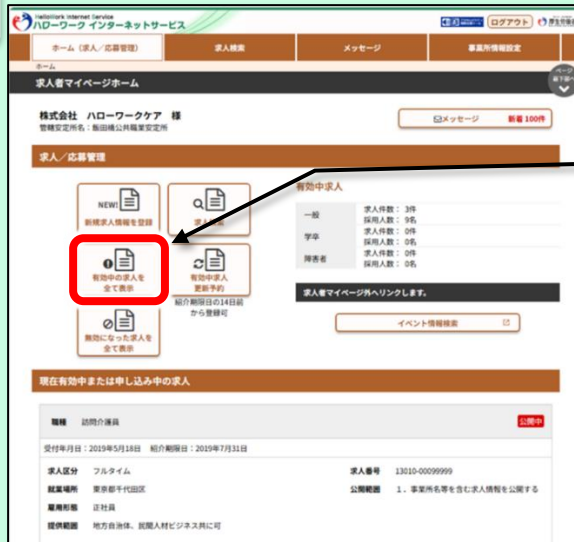 HelloWork Internet Service
ハローワーク インターネットサービス
ログアウト
ホーム（求人／応募管理）
求人検索
メッセージ
事業所情報設定
ホーム
求人者マイページホーム
ページ
最下部へ
株式会社　ハローワークケア　様
管轄安定所名：飯田橋公共職業安定所
メッセージ　新着 100件
求人／応募管理
NEW!
新規求人情報を登録
有効中の求人を
全て表示
有効中求人
更新予約
紹介期限日の14日前
から登録可
無効になった求人を
全て表示
有効中求人
一般
求人件数： 3件
採用人数： 9名
学卒
求人件数： 0件
採用人数： 0名
障害者
求人件数： 0件
採用人数： 0名
求人者マイページ外へリンクします。
イベント情報検索
現在有効中または申し込み中の求人
職種　訪問介護員
公開中
受付年月日：2019年5月18日　紹介期限日：2019年7月31日
求人区分　フルタイム
求人番号　13010-00099999
就業場所　東京都千代田区
公開範囲　１．事業所名等を含む求人情報を公開する
雇用形態　正社員
提供範囲　地方自治体、民間人材ビジネス共に可